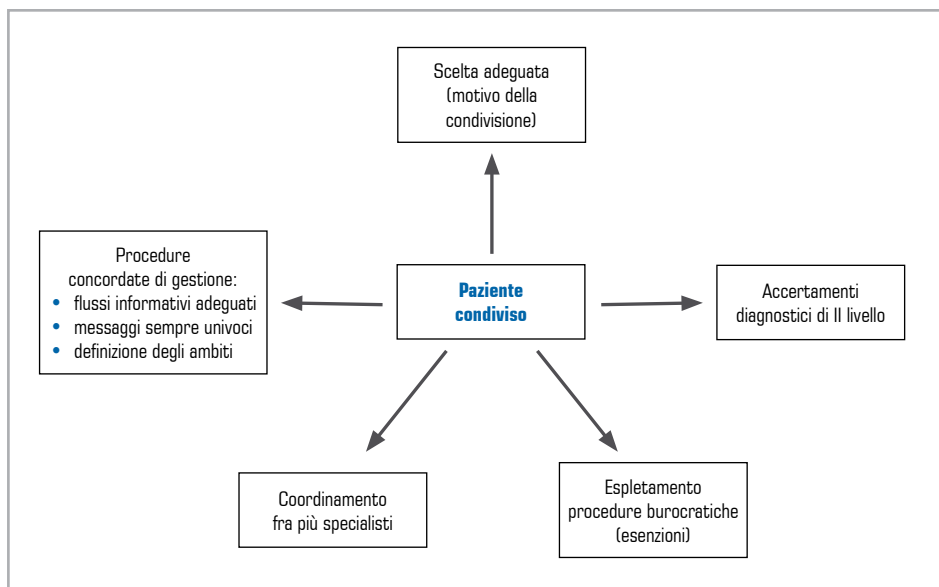 Scelta adeguata
(motivo della
condivisione)
Procedure
concordate di gestione:
• flussi informativi adeguati
• messaggi sempre univoci
• definizione degli ambiti
Paziente
condiviso
Accertamenti
diagnostici di II livello
Coordinamento
fra più specialisti
Espletamento
procedure burocratiche
(esenzioni)